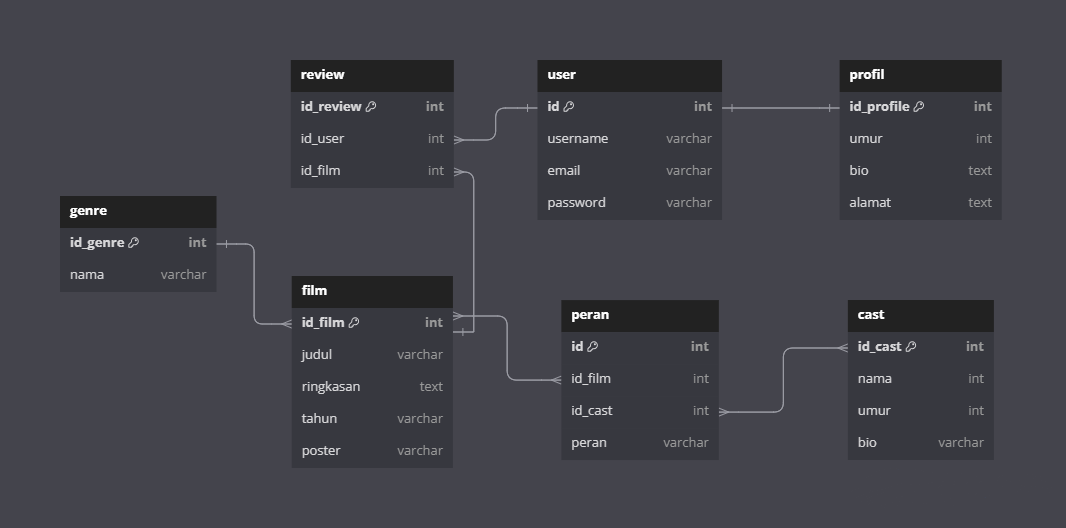 review
id_review int
id_user int
id_film int
user
id int
username varchar
email varchar
password varchar
profil
id_profile int
umur int
bio text
alamat text
genre
id_genre int
nama varchar
film
id_film int
judul varchar
ringkasan text
tahun varchar
poster varchar
peran
id int
id_film int
id_cast int
peran varchar
cast
id_cast int
nama int
umur int
bio varchar